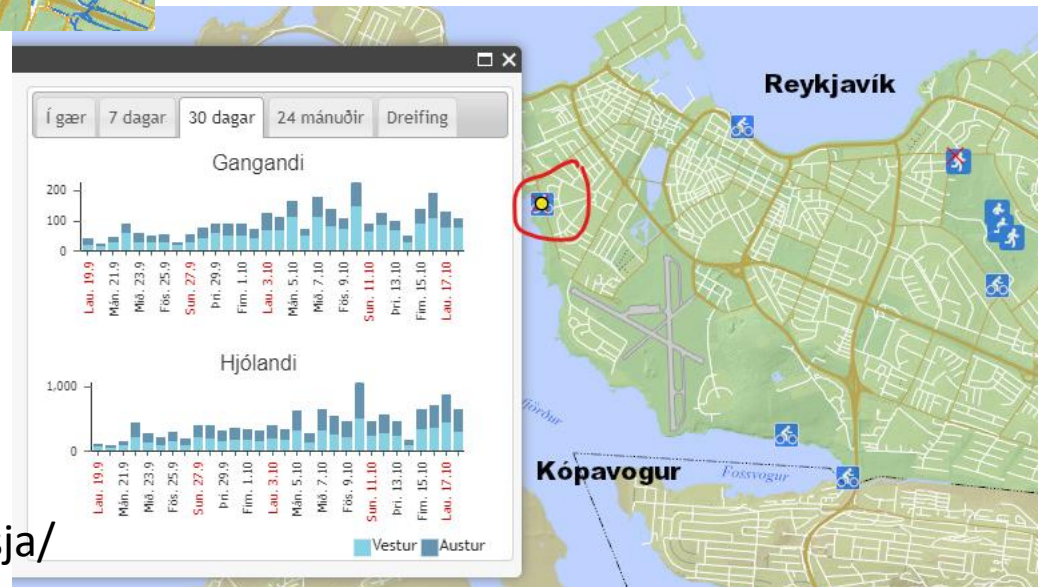 Í gær 7 dagar 30 dagar 24 mánuðir Dreifing
Gangandi
200
100
0
Lau. 19.9
Mán. 21.9
Mið. 23.9
Fös. 25.9
Sun. 27.9
Þri. 29.9
Fim. 1.10
Lau. 3.10
Mán. 5.10
Mið. 7.10
Fös. 9.10
Sun. 11.10
Þri. 13.10
Fim. 15.10
Lau. 17.10
Hjólandi
1,000
0
Lau. 19.9
Mán. 21.9
Mið. 23.9
Fös. 25.9
Sun. 27.9
Þri. 29.9
Fim. 1.10
Lau. 3.10
Mán. 5.10
Mið. 7.10
Fös. 9.10
Sun. 11.10
Þri. 13.10
Fim. 15.10
Lau. 17.10
Vestur Austur
sja/
Reykjavík
Kópavogur
Fossvogur